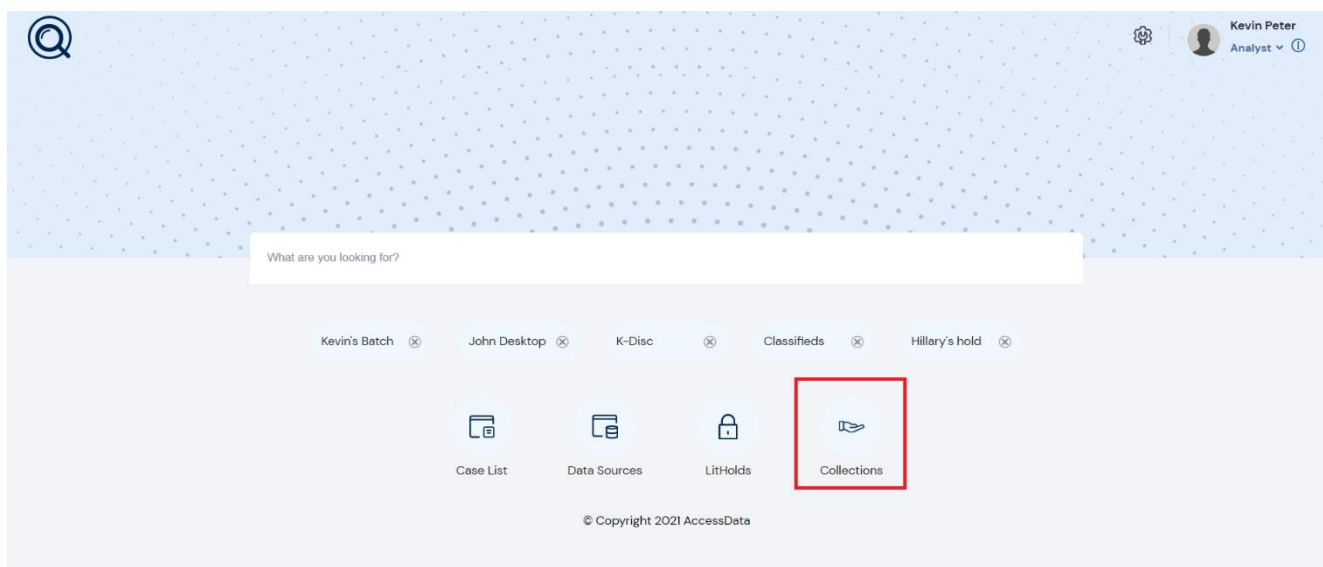 Kevin Peter
Analyst
What are you looking for?
Kevin's Batch
John Desktop
K-Disc
Classifieds
Hillary's hold
Case List
Data Sources
LitHolds
Collections
© Copyright 2021 AccessData